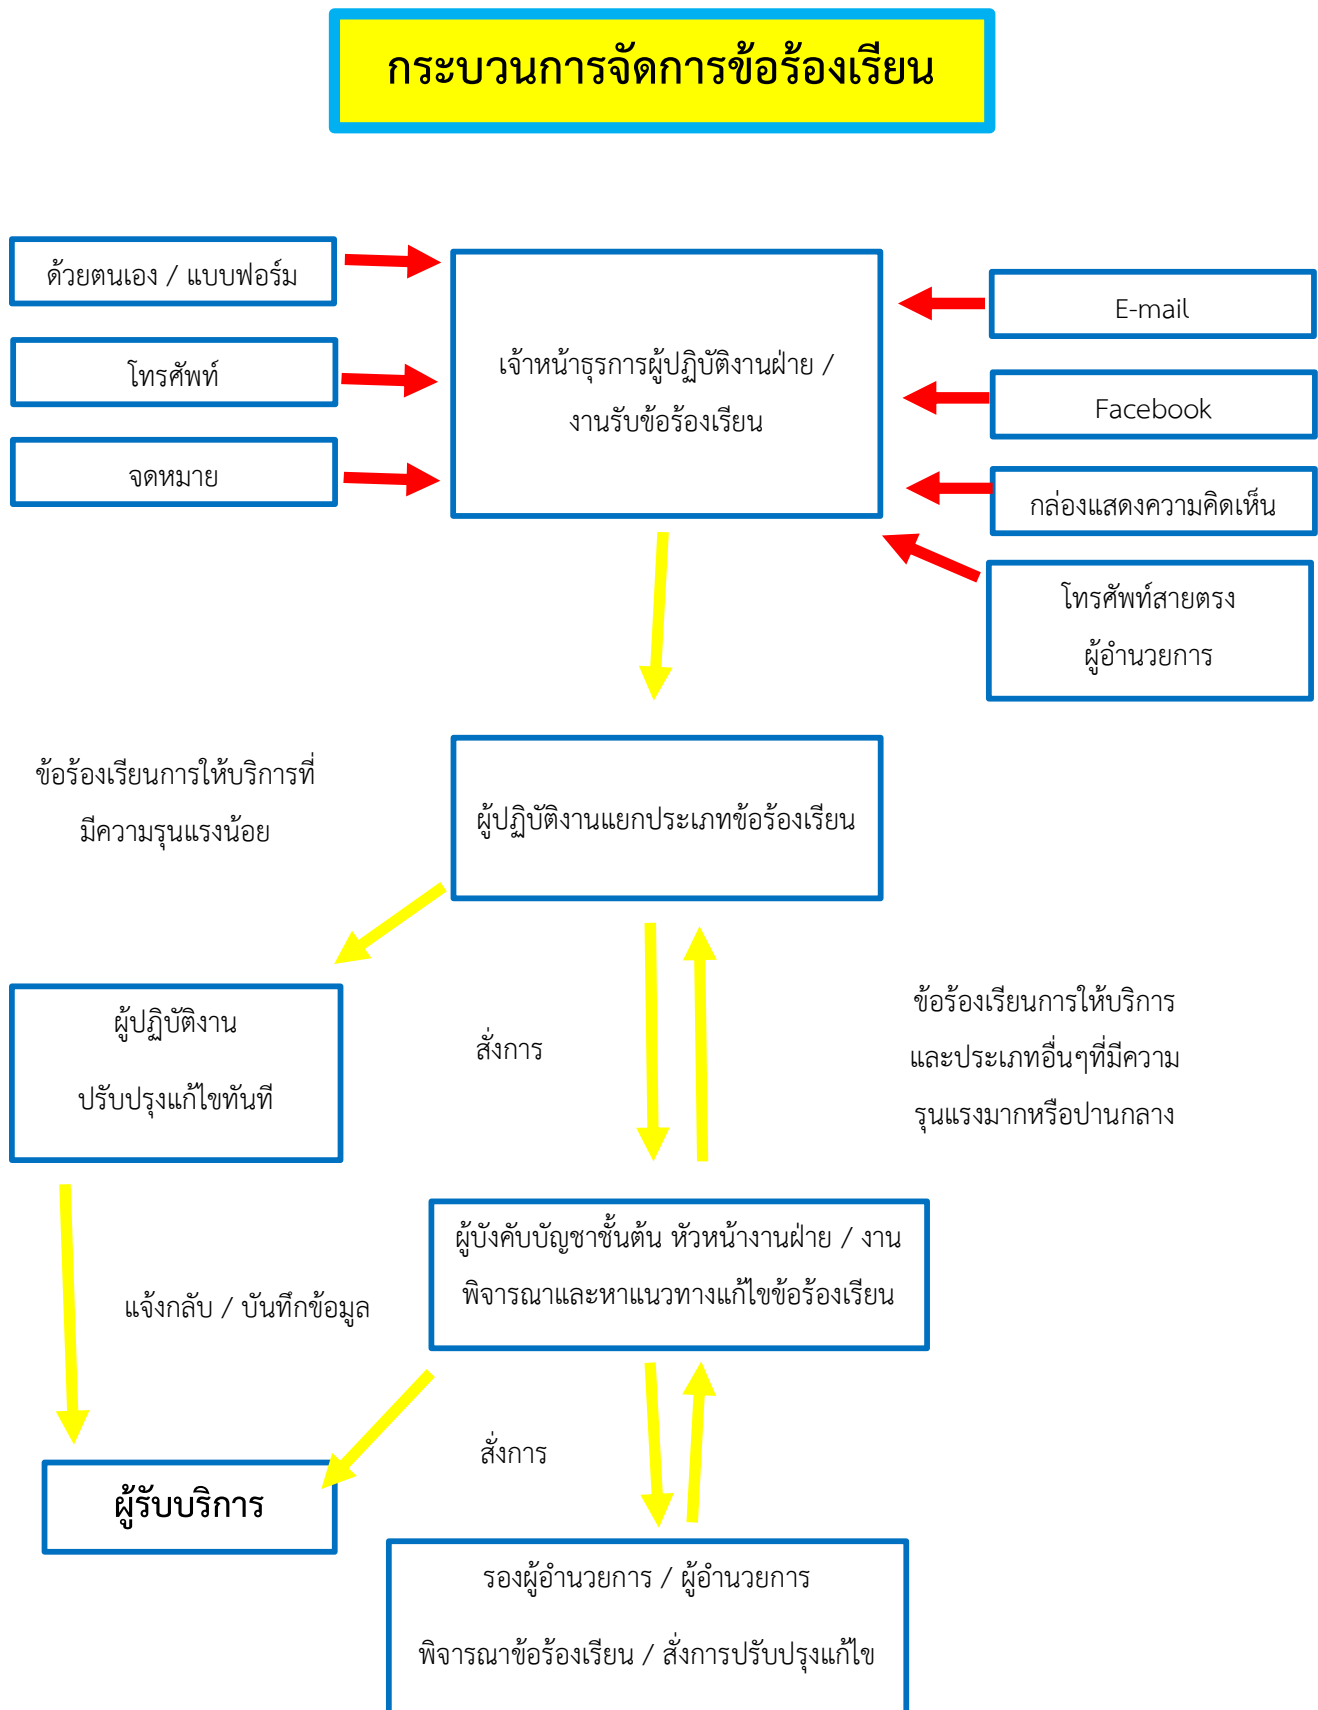 กระบวนการจัดการข้อร้องเรียน
ด้วยตนเอง / แบบฟอร์ม
โทรศัพท์
จดหมาย
เจ้าหน้าธุรการผู้ปฏิบัติงานฝ่าย /
งานรับข้อร้องเรียน
E-mail
Facebook
กล่องแสดงความคิดเห็น
โทรศัพท์สายตรง
ผู้อำนวยการ
ข้อร้องเรียนการให้บริการที่
มีความรุนแรงน้อย
ผู้ปฏิบัติงานแยกประเภทข้อร้องเรียน
ผู้ปฏิบัติงาน
ปรับปรุงแก้ไขทันที
สั่งการ
ข้อร้องเรียนการให้บริการ
และประเภทอื่นๆที่มีความ
รุนแรงมากหรือปานกลาง
ผู้บังคับบัญชาชั้นต้น หัวหน้างานฝ่าย / งาน
พิจารณาและหาแนวทางแก้ไขข้อร้องเรียน
แจ้งกลับ / บันทึกข้อมูล
สั่งการ
ผู้รับบริการ
รองผู้อำนวยการ / ผู้อำนวยการ
พิจารณาข้อร้องเรียน / สั่งการปรับปรุงแก้ไข